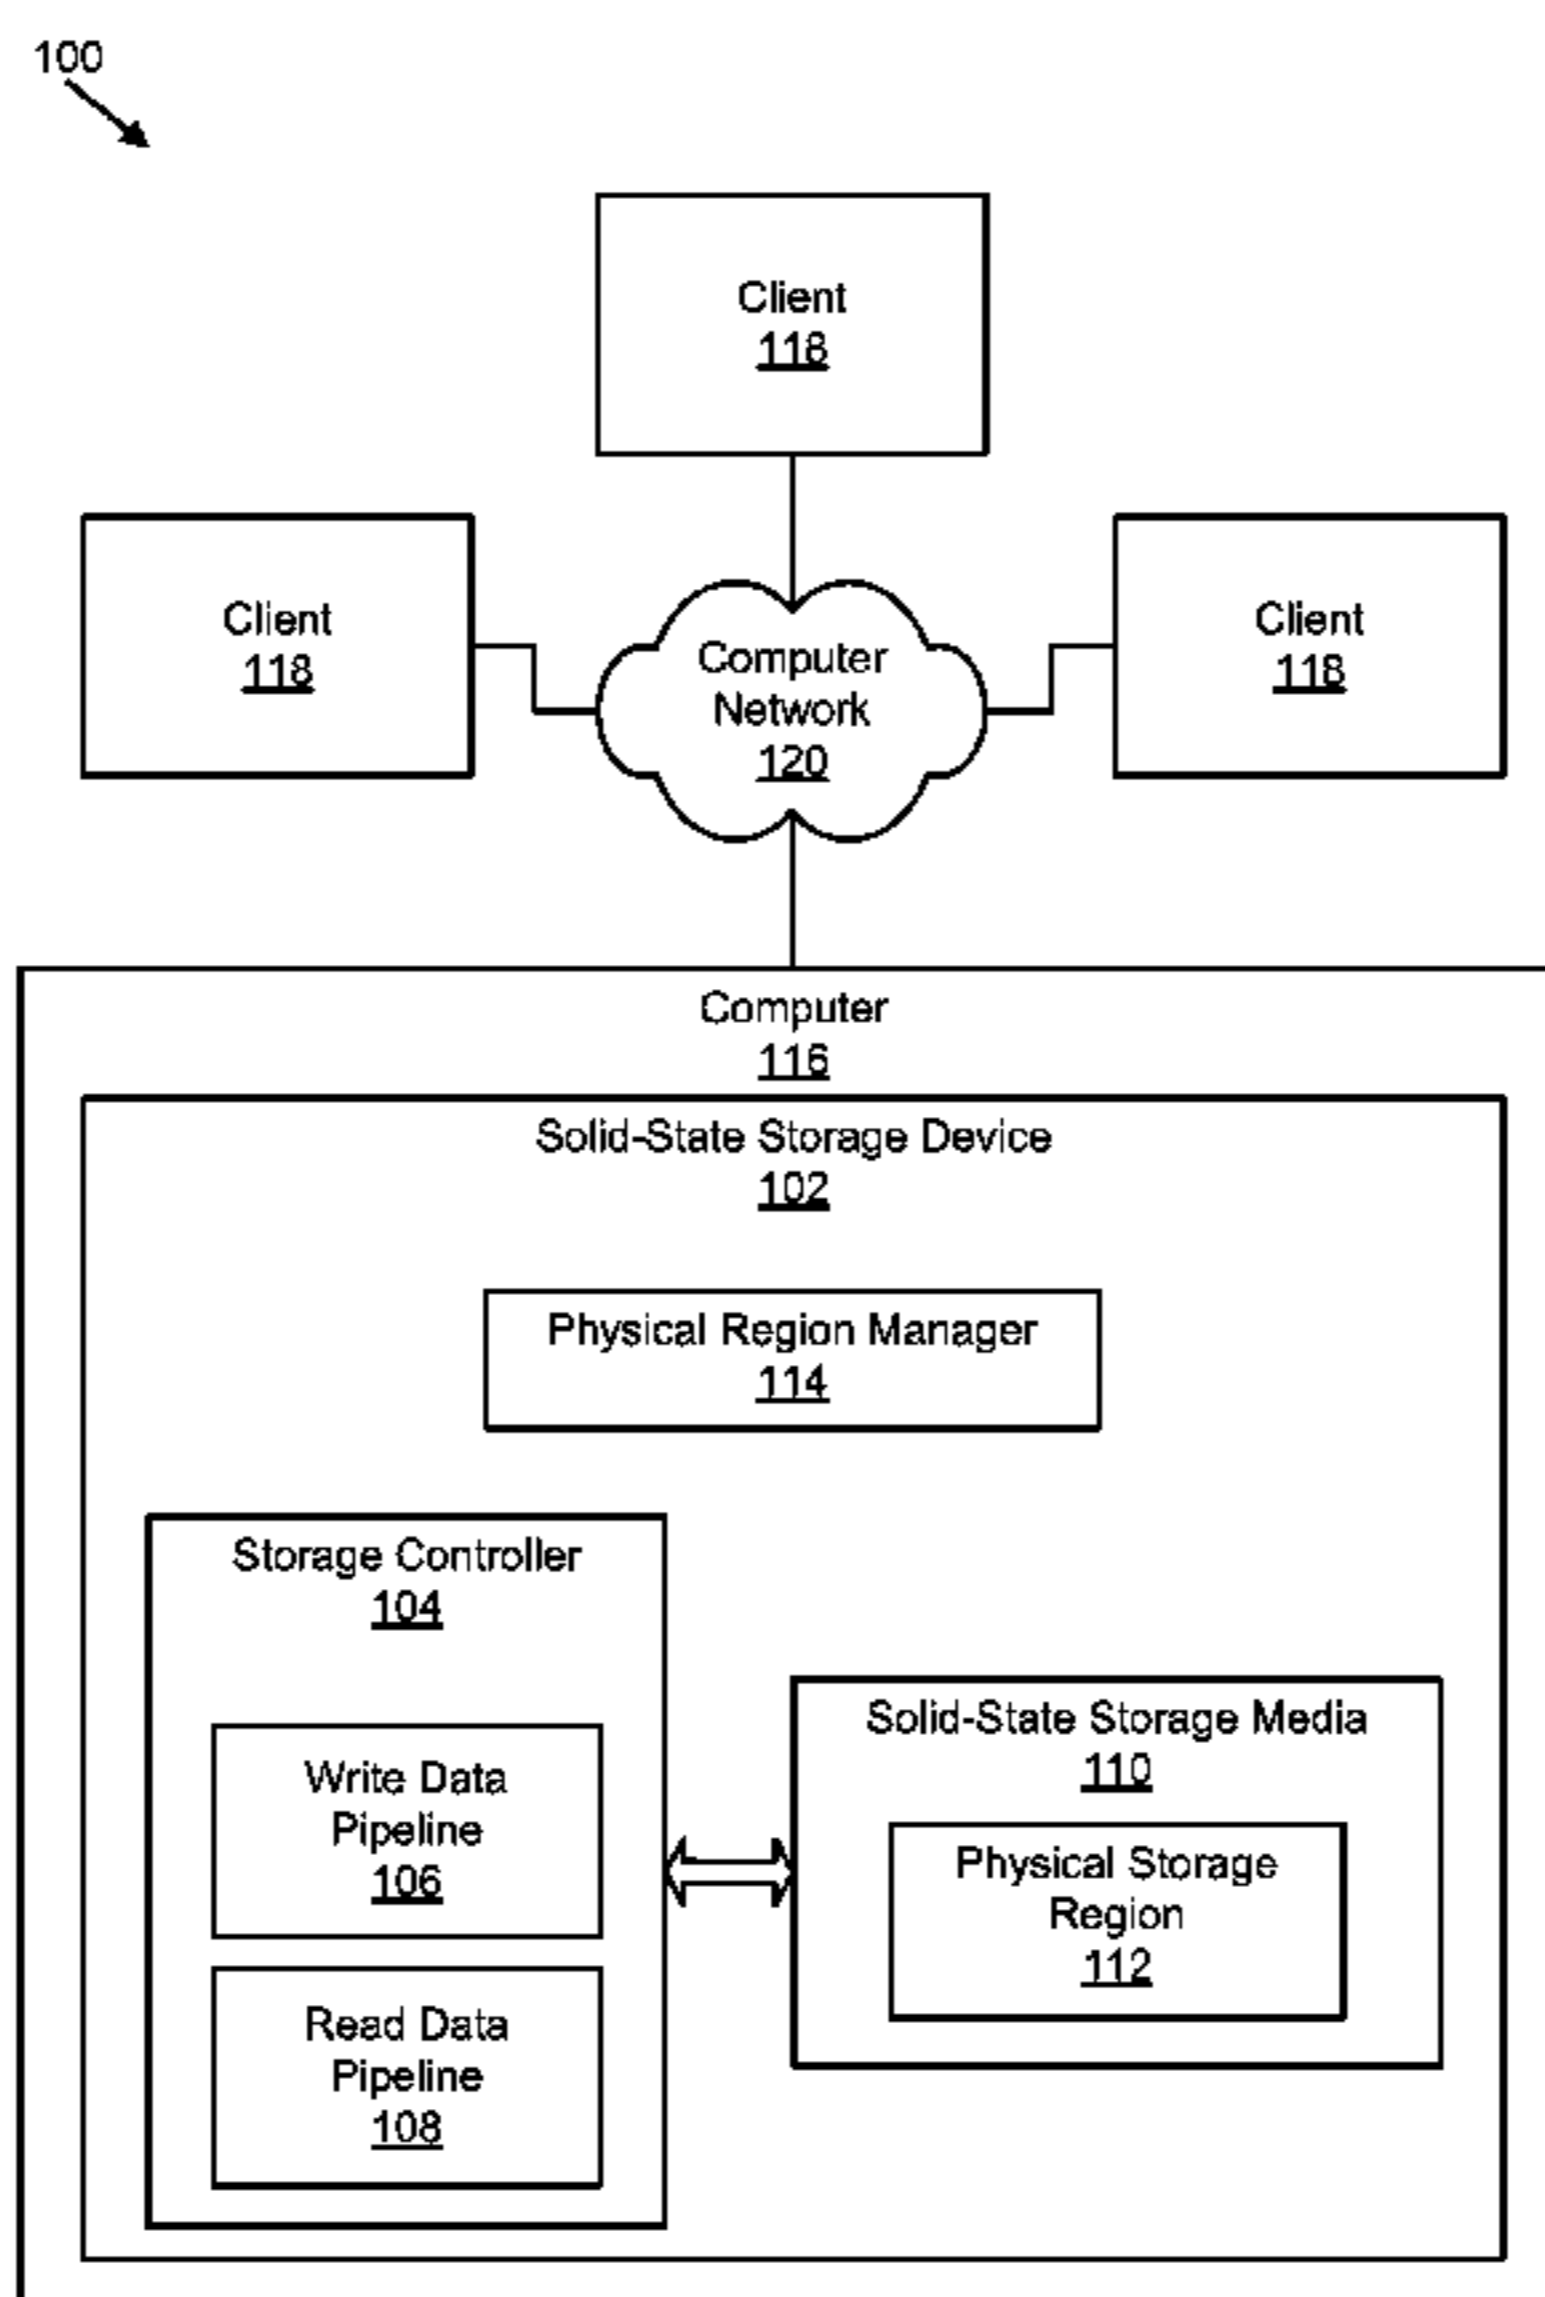 100
Client
118
Client
118
Computer
Network
120
Client
118
Computer
116
Solid-State Storage Device
102
Physical Region Manager
114
Storage Controller
104
Write Data
Pipeline
106
Read Data
Pipeline
108
Solid-State Storage Media
110
Physical Storage
Region
112